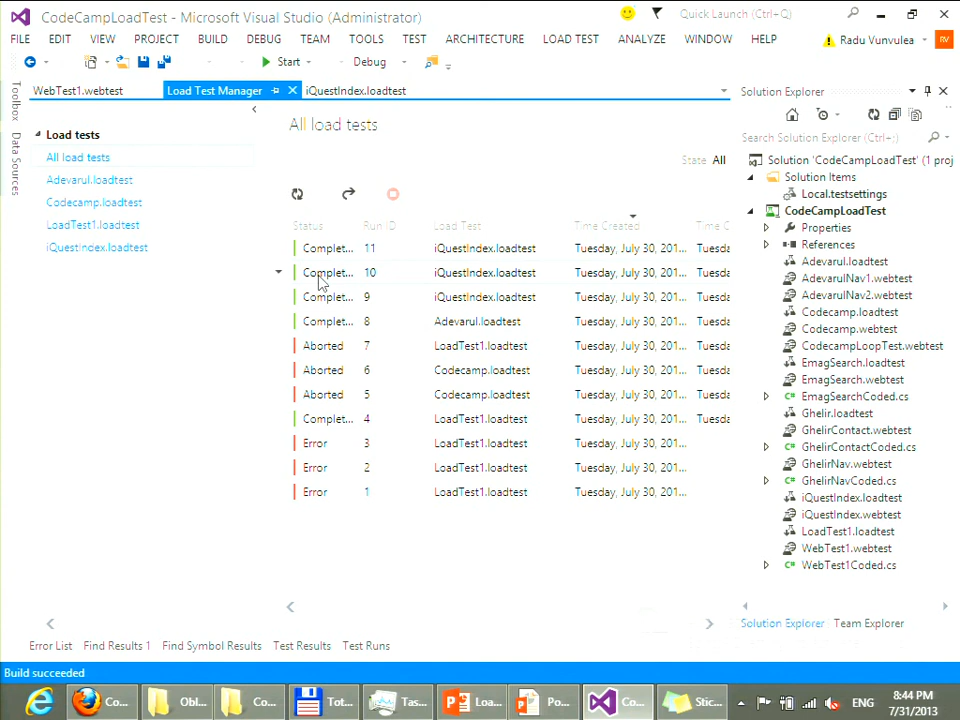 CodeCampLoadTest - Microsoft Visual Studio (Administrator)
Quick Launch (Ctrl+Q)
FILE EDIT VIEW PROJECT BUILD DEBUG TEAM TOOLS TEST ARCHITECTURE LOAD TEST ANALYZE WINDOW HELP
Radu Vunvulea RV
Start Debug
WebTest1.webtest Load Test Manager iQuestIndex.loadtest
Toolbox
Data Sources
Load tests
All load tests
Adevarul.loadtest
Codecamp.loadtest
LoadTest1.loadtest
iQuestIndex.loadtest
All load tests
State All
Status Run ID Load Test Time Created Time C
Complet... 11 iQuestIndex.loadtest Tuesday, July 30, 201... Tuesda
Complet... 10 iQuestIndex.loadtest Tuesday, July 30, 201... Tuesda
Complet... 9 iQuestIndex.loadtest Tuesday, July 30, 201... Tuesda
Complet... 8 Adevarul.loadtest Tuesday, July 30, 201... Tuesda
Aborted 7 LoadTest1.loadtest Tuesday, July 30, 201... Tuesda
Aborted 6 Codecamp.loadtest Tuesday, July 30, 201... Tuesda
Aborted 5 Codecamp.loadtest Tuesday, July 30, 201... Tuesda
Complet... 4 LoadTest1.loadtest Tuesday, July 30, 201... Tuesda
Error 3 LoadTest1.loadtest Tuesday, July 30, 201...
Error 2 LoadTest1.loadtest Tuesday, July 30, 201...
Error 1 LoadTest1.loadtest Tuesday, July 30, 201...
Solution Explorer
Search Solution Explorer (Ctrl+;)
Solution 'CodeCampLoadTest' (1 proj
Solution Items
Local.testsettings
CodeCampLoadTest
Properties
References
Adevarul.loadtest
AdevarulNav1.webtest
AdevarulNav2.webtest
Codecamp.loadtest
Codecamp.webtest
CodecampLoopTest.webtest
EmagSearch.loadtest
EmagSearch.webtest
EmagSearchCoded.cs
Ghelir.loadtest
GhelirContact.webtest
GhelirContactCoded.cs
GhelirNav.webtest
GhelirNavCoded.cs
iQuestIndex.loadtest
iQuestIndex.webtest
LoadTest1.loadtest
WebTest1.webtest
WebTest1Coded.cs
Solution Explorer Team Explorer
Error List Find Results 1 Find Symbol Results Test Results Test Runs
Build succeeded
Co... Obl... Co... Tot... Tas... Loa... Po... Co... Stic...
ENG
8:44 PM
7/31/2013